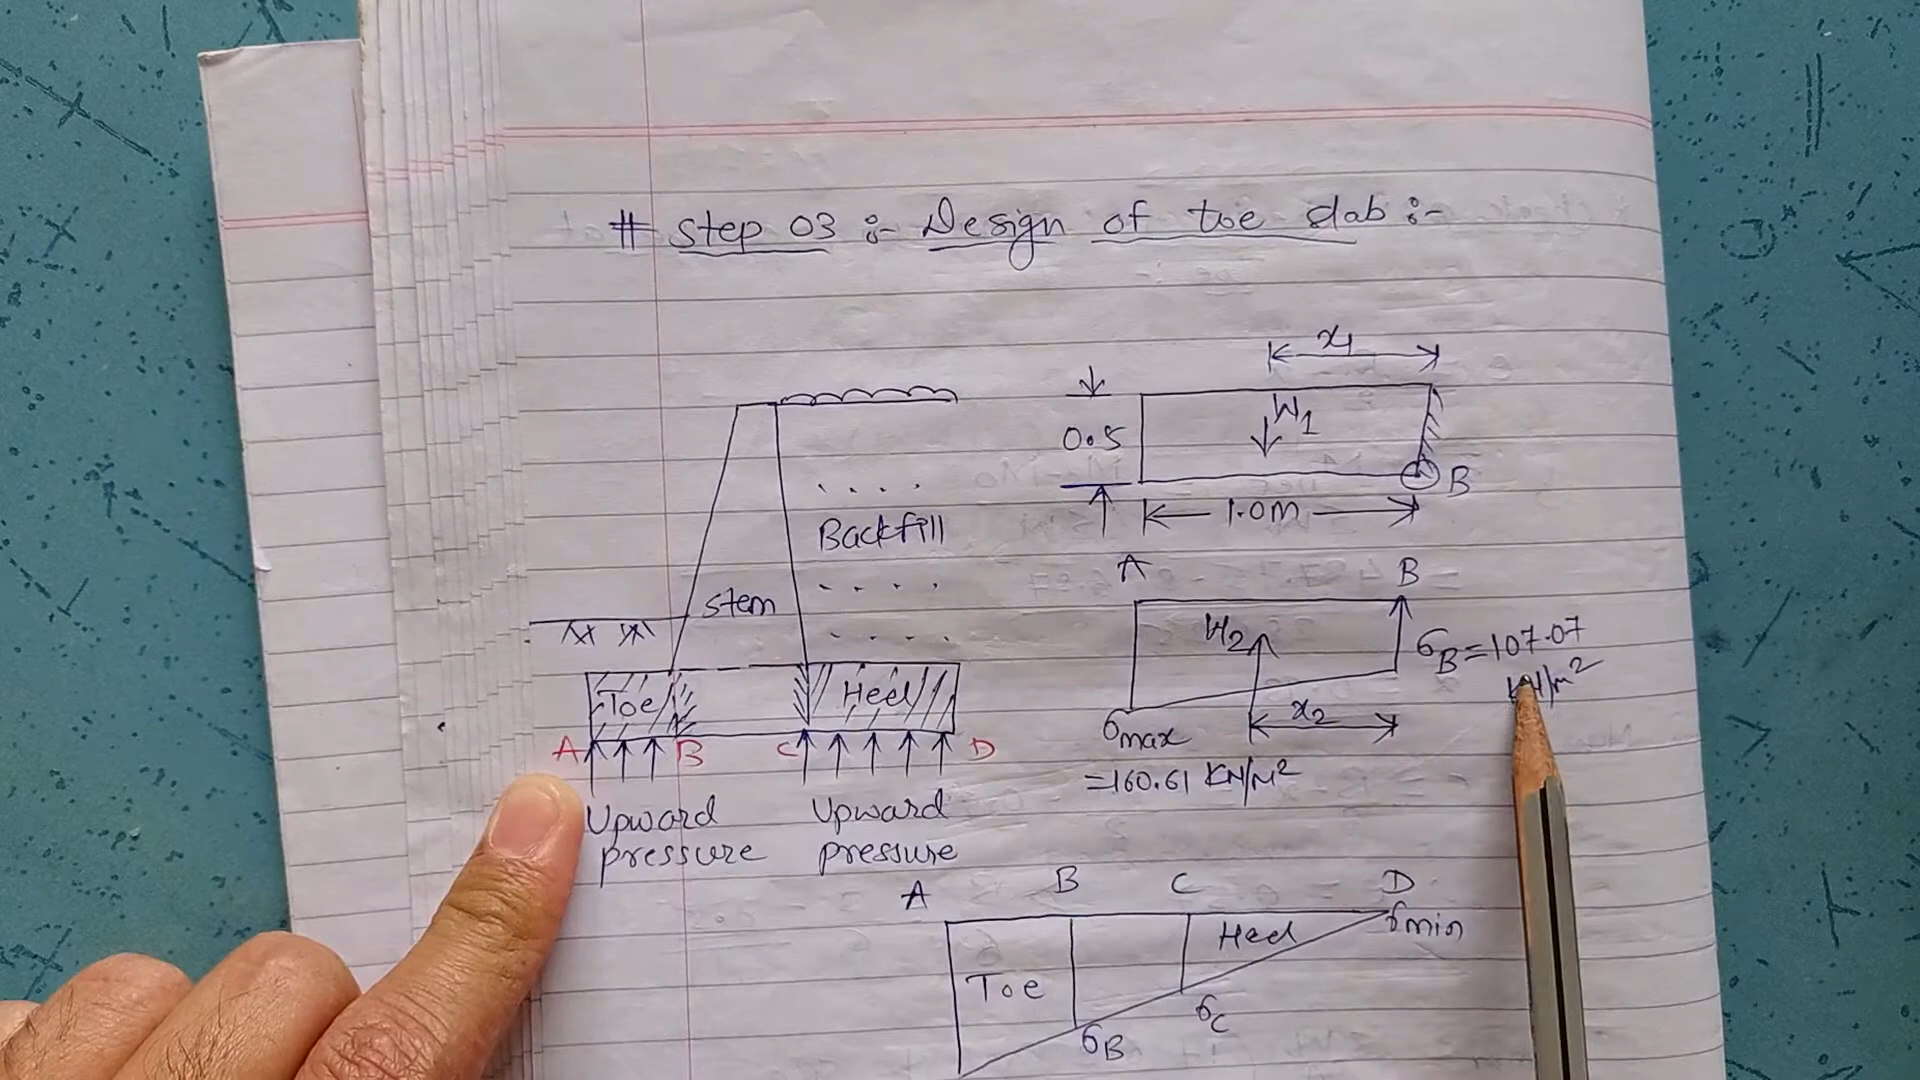 # Step 03 :- Design of toe slab :-
x1
W1
0.5
B
1.0m
Backfill
Stem
A B
W2
σB = 107.07
kN/m²
Toe Heel
x2
σmax
= 160.61 KN/M²
A B C D
Upward Upward
pressure pressure
A B C D
σmin
Heel
Toe
σC
σB